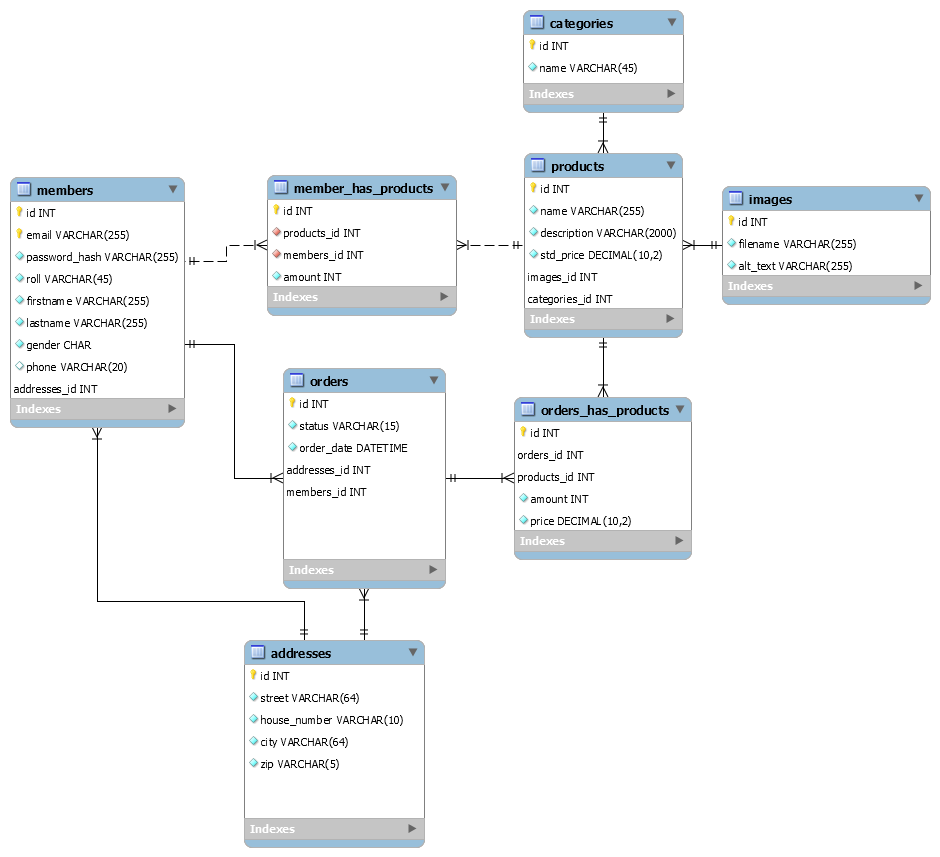 categories
id INT
name VARCHAR(45)
Indexes
members
id INT
email VARCHAR(255)
password_hash VARCHAR(255)
roll VARCHAR(45)
firstname VARCHAR(255)
lastname VARCHAR(255)
gender CHAR
phone VARCHAR(20)
addresses_id INT
Indexes
member_has_products
id INT
products_id INT
members_id INT
amount INT
Indexes
products
id INT
name VARCHAR(255)
description VARCHAR(2000)
std_price DECIMAL(10,2)
images_id INT
categories_id INT
Indexes
images
id INT
filename VARCHAR(255)
alt_text VARCHAR(255)
Indexes
orders
id INT
status VARCHAR(15)
order_date DATETIME
addresses_id INT
members_id INT
Indexes
orders_has_products
id INT
orders_id INT
products_id INT
amount INT
price DECIMAL(10,2)
Indexes
addresses
id INT
street VARCHAR(64)
house_number VARCHAR(10)
city VARCHAR(64)
zip VARCHAR(5)
Indexes